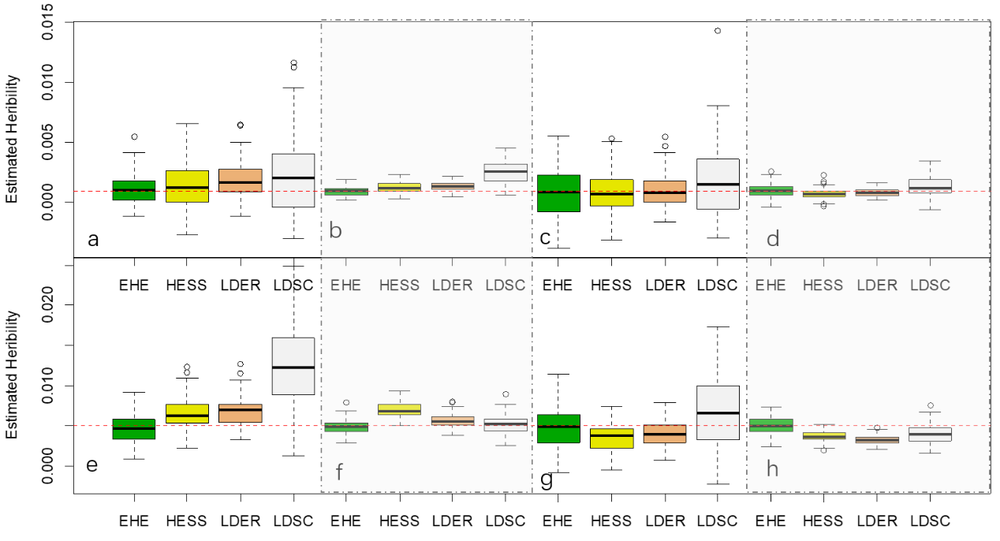 Estimated Heribility
0.015
0.010
0.005
0.000
a b c d
EHE HESS LDER LDSC EHE HESS LDER LDSC EHE HESS LDER LDSC EHE HESS LDER LDSC
Estimated Heribility
0.020
0.010
0.000
e f g h
EHE HESS LDER LDSC EHE HESS LDER LDSC EHE HESS LDER LDSC EHE HESS LDER LDSC